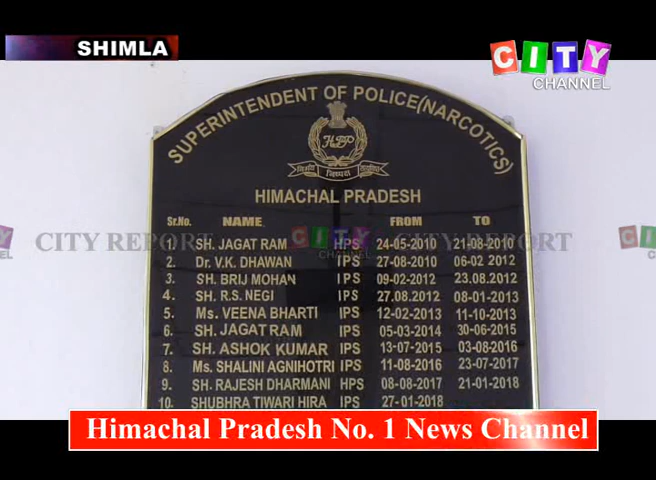 SHIMLA
CITY
CHANNEL
SUPERINTENDENT OF POLICE(NARCOTICS)
HPP
HIMACHAL PRADESH
Sr.No. NAME FROM TO
CITY REPORT CITY CHANNEL CITY REPORT
1. SH. JAGAT RAM HPS 24-05-2010 21-08-2010
2. Dr. V.K. DHAWAN IPS 27-08-2010 06-02 2012
3. SH. BRIJ MOHAN IPS 09-02-2012 23.08.2012
4. SH. R.S. NEGI IPS 27.08.2012 08-01-2013
5. Ms. VEENA BHARTI IPS 12-02-2013 11-10-2013
6. SH. JAGAT RAM IPS 05-03-2014 30-06-2015
7. SH. ASHOK KUMAR IPS 13-07-2015 03-08-2016
8. Ms. SHALINI AGNIHOTRI IPS 11-08-2016 23-07-2017
9. SH. RAJESH DHARMANI HPS 08-08-2017 21-01-2018
10. SHUBHRA TIWARI HIRA IPS 27-01-2018
Himachal Pradesh No. 1 News Channel